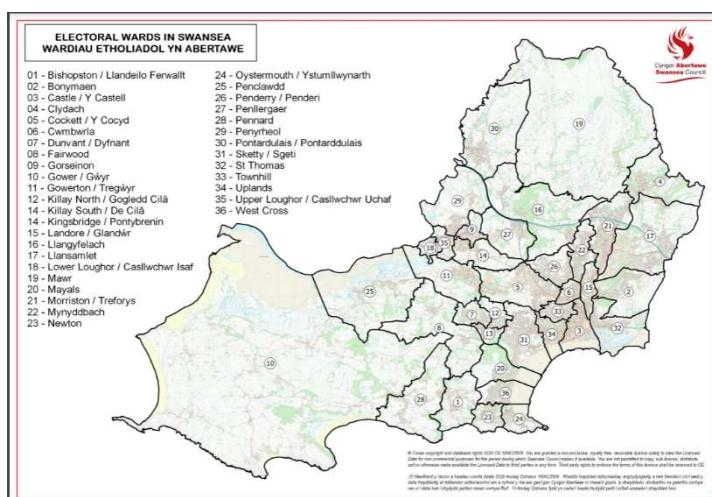 ELECTORAL WARDS IN SWANSEA
WARDIAU ETHOLIADOL YN ABERTAWE
Cyngor Abertawe
Swansea Council
01 - Bishopston / Llandeilo Ferwallt
02 - Bonymaen
03 - Castle / Y Castell
04 - Clydach
05 - Cockett / Y Cocyd
06 - Cwmbwrla
07 - Dunvant / Dyfnant
08 - Fairwood
09 - Gorseinon
10 - Gower / Gŵyr
11 - Gowerton / Tregŵyr
12 - Killay North / Gogledd Cilâ
14 - Killay South / De Cilâ
14 - Kingsbridge / Pontybrenin
15 - Landore / Glandŵr
16 - Llangyfelach
17 - Llansamlet
18 - Lower Loughor / Casllwchwr Isaf
19 - Mawr
20 - Mayals
21 - Morriston / Treforys
22 - Mynyddbach
23 - Newton
24 - Oystermouth / Ystumllwynarth
25 - Penclawdd
26 - Penderry / Penderi
27 - Penllergaer
28 - Pennard
29 - Penyrheol
30 - Pontardulais / Pontarddulais
31 - Sketty / Sgeti
32 - St Thomas
33 - Townhill
34 - Uplands
35 - Upper Loughor / Casllwchwr Uchaf
36 - West Cross
19
30
4
29
16
21
17
9
27
22
18
35
14
11
26
25
5
6
15
2
7
12
33
8
13
31
34
3
32
10
20
36
28
1
23
24